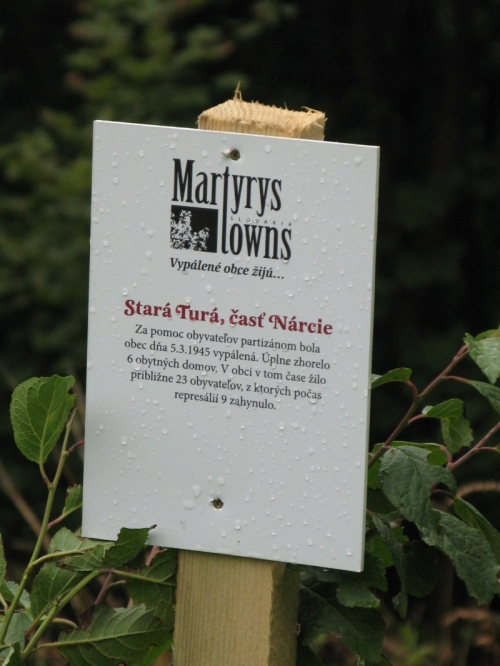 Martyrys
SLOVAKIA
Towns
Vypálené obce žijú...
Stará Turá, časť Nárcie
Za pomoc obyvateľov partizánom bola
obec dňa 5.3.1945 vypálená. Úplne zhorelo
6 obytných domov. V obci v tom čase žilo
približne 23 obyvateľov, z ktorých počas
represálií 9 zahynulo.